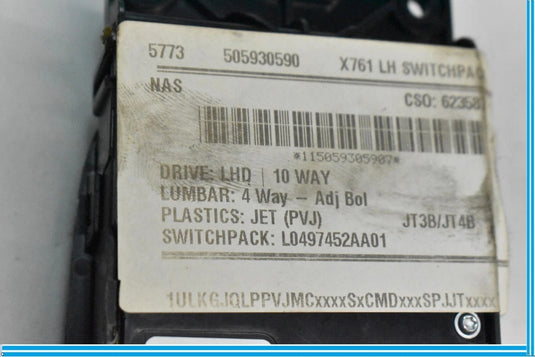 5773 505930590 X761 LH SWITCHPAC
NAS CSO: 62358
*115059305907*
DRIVE: LHD | 10 WAY
LUMBAR: 4 Way – Adj Bol
PLASTICS: JET (PVJ) JT3B/JT4B
SWITCHPACK: L0497452AA01
1ULKGJQLPPVJMCxxxxSxCMDxxxSPJJTxxxx